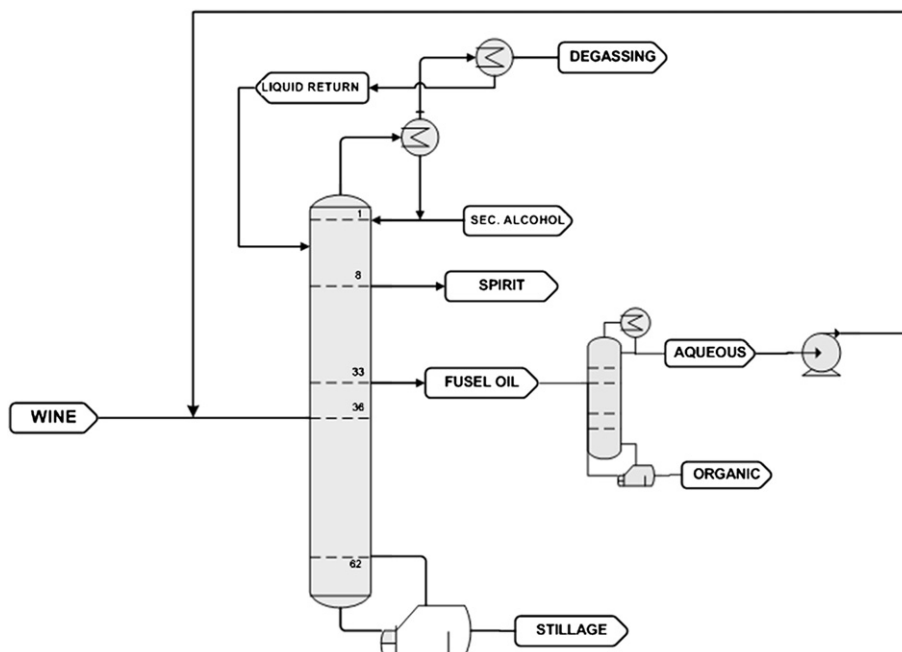 DEGASSING
LIQUID RETURN
1
SEC. ALCOHOL
8
SPIRIT
AQUEOUS
33
FUSEL OIL
WINE
36
ORGANIC
62
STILLAGE